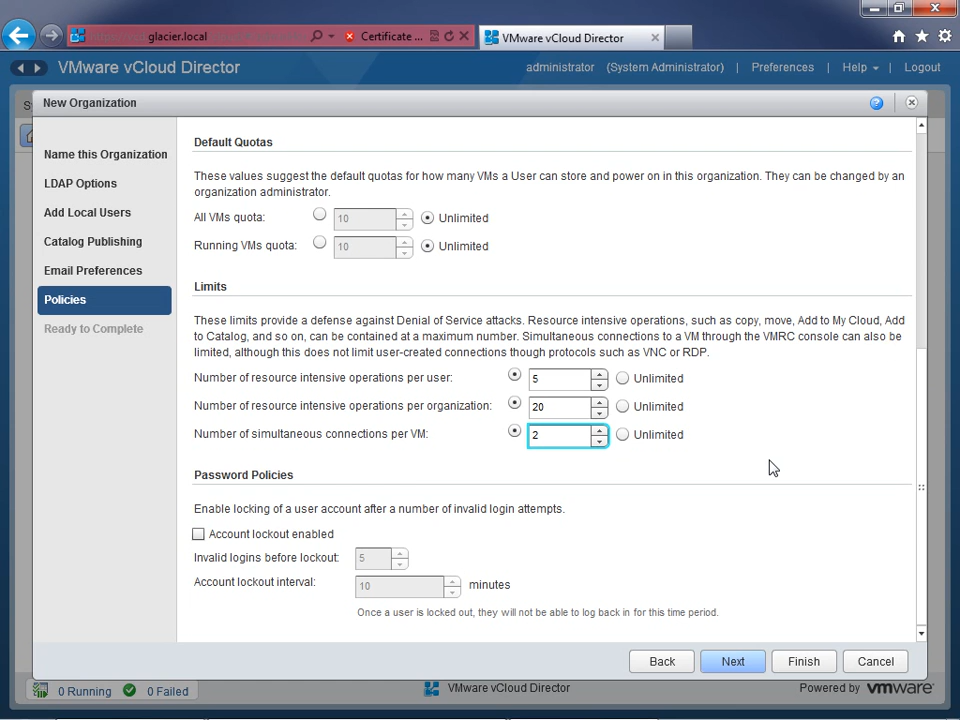 glacier.local
Certificate ...
VMware vCloud Director
VMware vCloud Director
administrator (System Administrator) | Preferences | Help | Logout
New Organization
Name this Organization
LDAP Options
Add Local Users
Catalog Publishing
Email Preferences
Policies
Ready to Complete
Default Quotas
These values suggest the default quotas for how many VMs a User can store and power on in this organization. They can be changed by an
organization administrator.
All VMs quota: 10 Unlimited
Running VMs quota: 10 Unlimited
Limits
These limits provide a defense against Denial of Service attacks. Resource intensive operations, such as copy, move, Add to My Cloud, Add
to Catalog, and so on, can be contained at a maximum number. Simultaneous connections to a VM through the VMRC console can also be
limited, although this does not limit user-created connections though protocols such as VNC or RDP.
Number of resource intensive operations per user: 5 Unlimited
Number of resource intensive operations per organization: 20 Unlimited
Number of simultaneous connections per VM: 2 Unlimited
Password Policies
Enable locking of a user account after a number of invalid login attempts.
Account lockout enabled
Invalid logins before lockout: 5
Account lockout interval: 10 minutes
Once a user is locked out, they will not be able to log back in for this time period.
Back Next Finish Cancel
0 Running 0 Failed
VMware vCloud Director
Powered by vmware